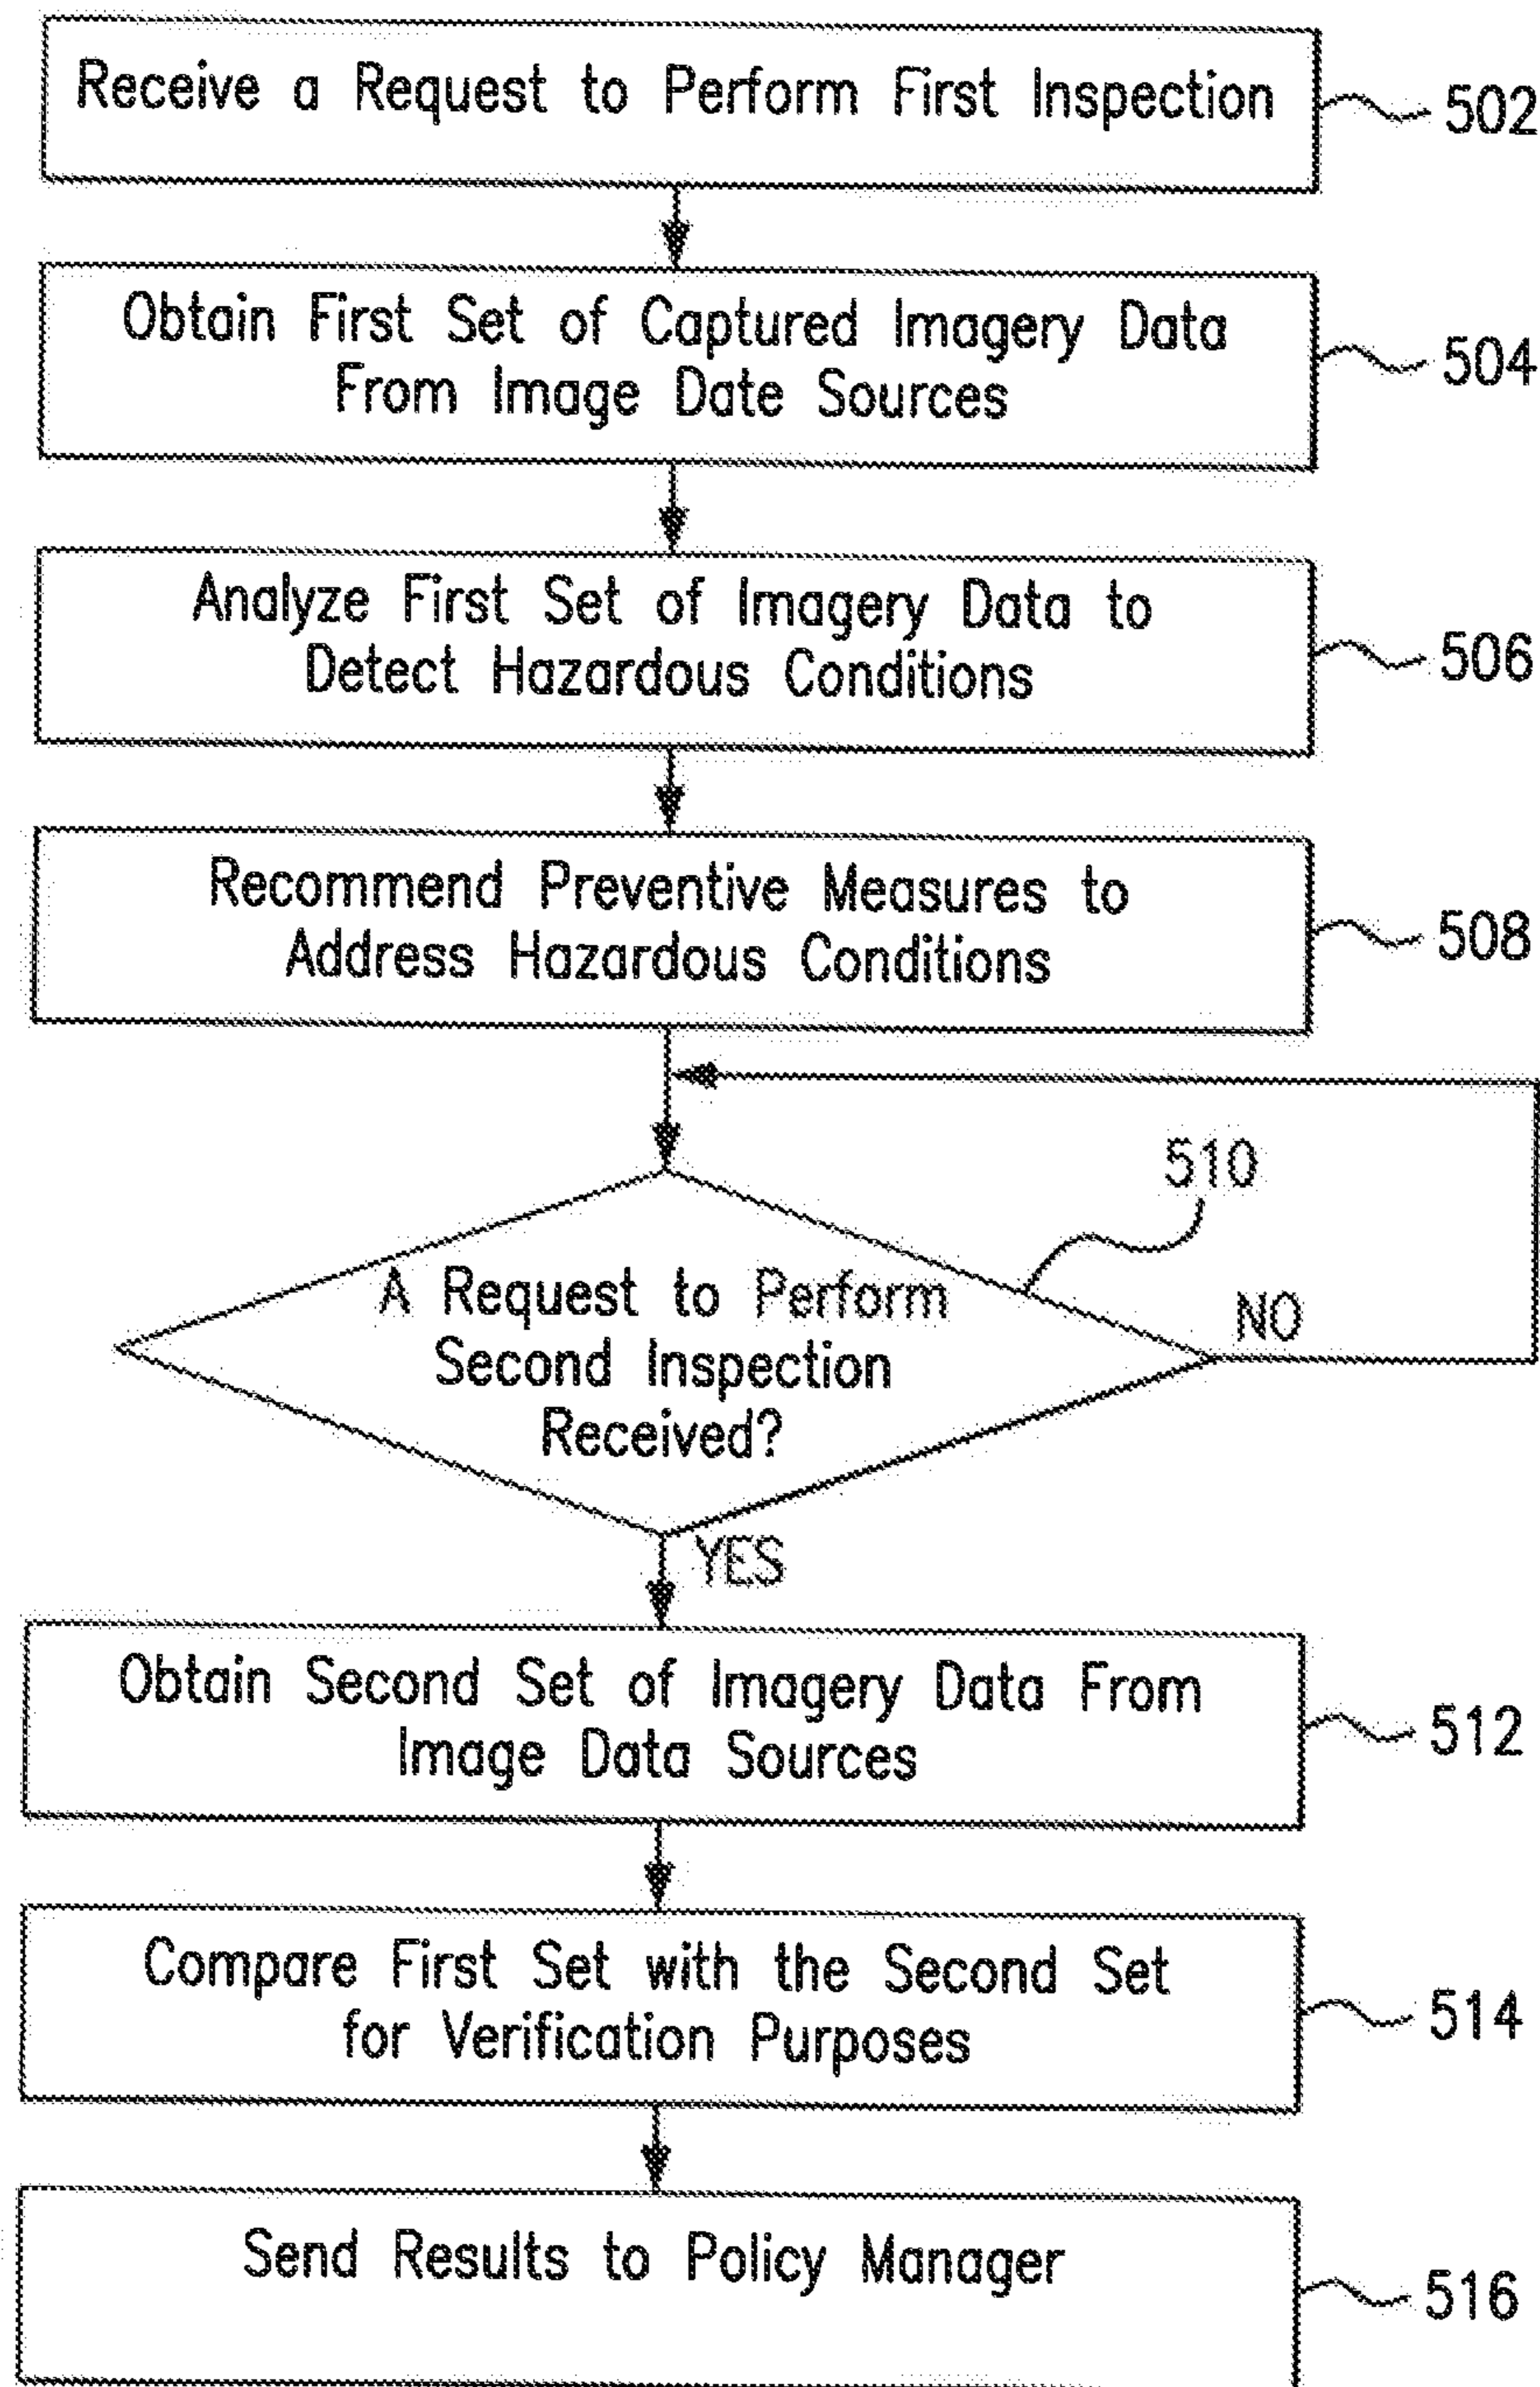 Receive a Request to Perform First Inspection
502
Obtain First Set of Captured Imagery Data
From Image Date Sources
504
Analyze First Set of Imagery Data to
Detect Hazardous Conditions
506
Recommend Preventive Measures to
Address Hazardous Conditions
508
510
A Request to Perform
Second Inspection
Received?
NO
YES
Obtain Second Set of Imagery Data From
Image Data Sources
512
Compare First Set with the Second Set
for Verification Purposes
514
Send Results to Policy Manager
516